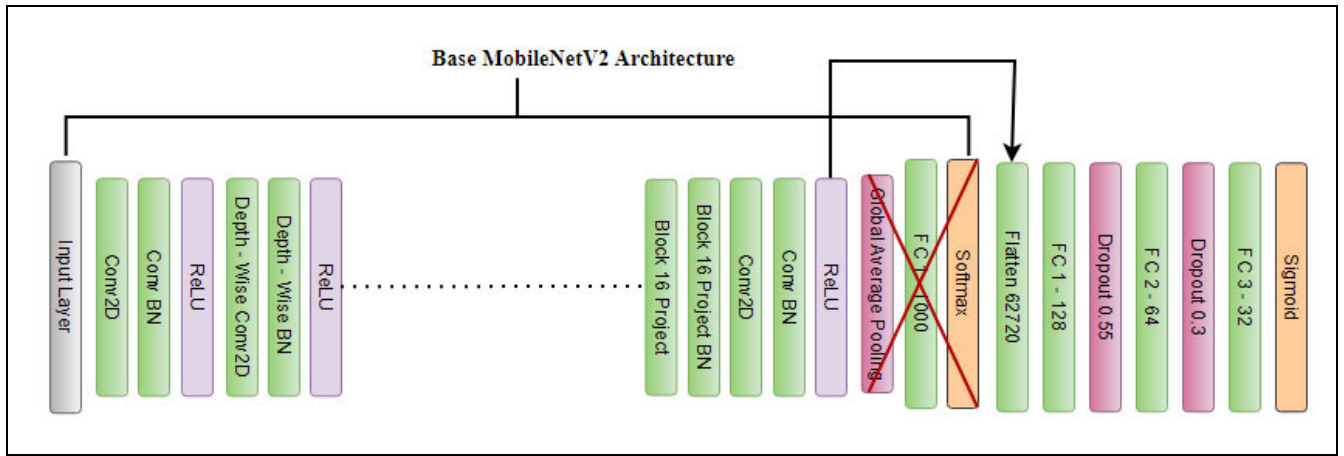 Base MobileNetV2 Architecture
Input Layer
Conv2D
Conv BN
ReLU
Depth - Wise Conv2D
Depth - Wise BN
ReLU
Block 16 Project
Block 16 Project BN
Conv2D
Conv BN
ReLU
Global Average Pooling
Softmax
Flatten 62720
FC 1 - 128
Dropout 0.55
FC 2 - 64
Dropout 0.3
FC 3 - 32
Sigmoid